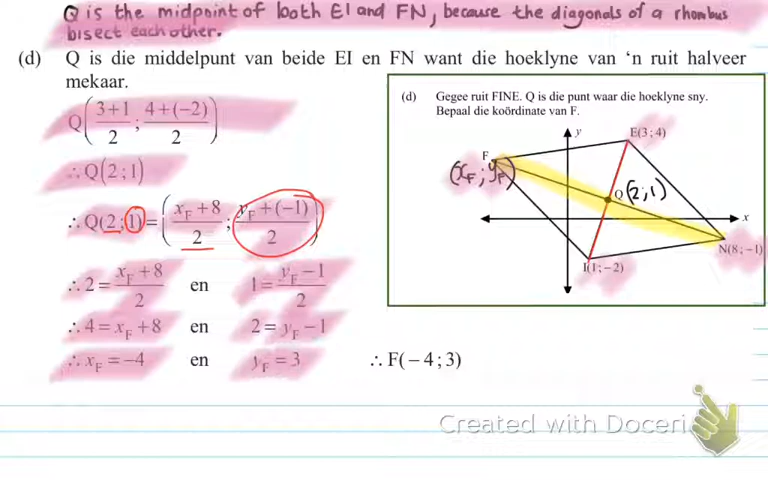 Q is the midpoint of both EI and FN, because the diagonals of a rhombus
bisect each other.
(d) Q is die middelpunt van beide EI en FN want die hoeklyne van 'n ruit halveer
mekaar.
Q(3+1/2 ; 4+(−2)/2)
∴Q(2;1)
∴Q(2;1)=(x_F+8/2 ; y_F+(−1)/2)
∴2=x_F+8/2 en 1=y_F−1/2
∴4=x_F+8 en 2=y_F−1
∴x_F=−4 en y_F=3 ∴F(−4;3)
(d) Gegee ruit FINE. Q is die punt waar die hoeklyne sny.
Bepaal die koördinate van F.
y
E(3;4)
F
(x_F ; y_F)
Q (2;1)
x
N(8;−1)
I(1;−2)
Created with Doceri